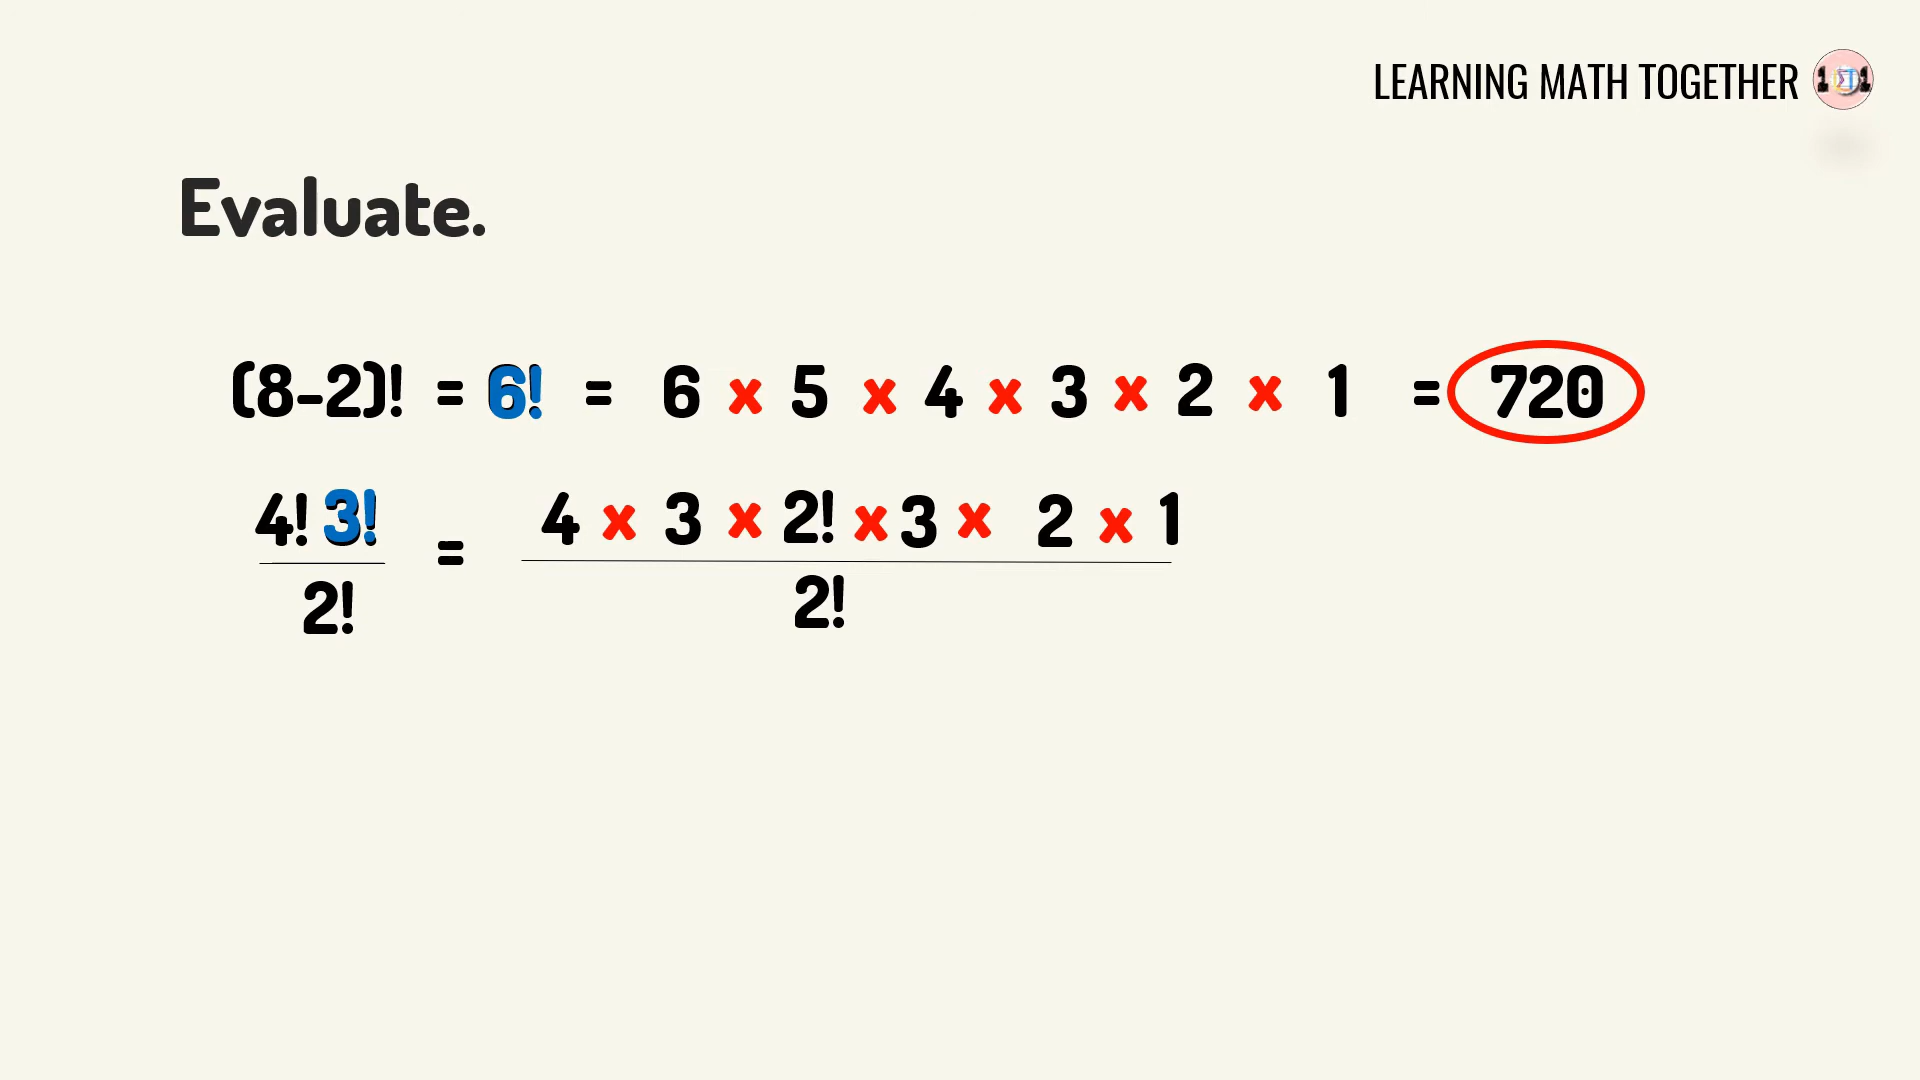 LEARNING MATH TOGETHER 101
Evaluate.
(8-2)! = 6! = 6 x 5 x 4 x 3 x 2 x 1 = 720
4! 3! = 4 x 3 x 2! x 3 x 2 x 1
2! 2!